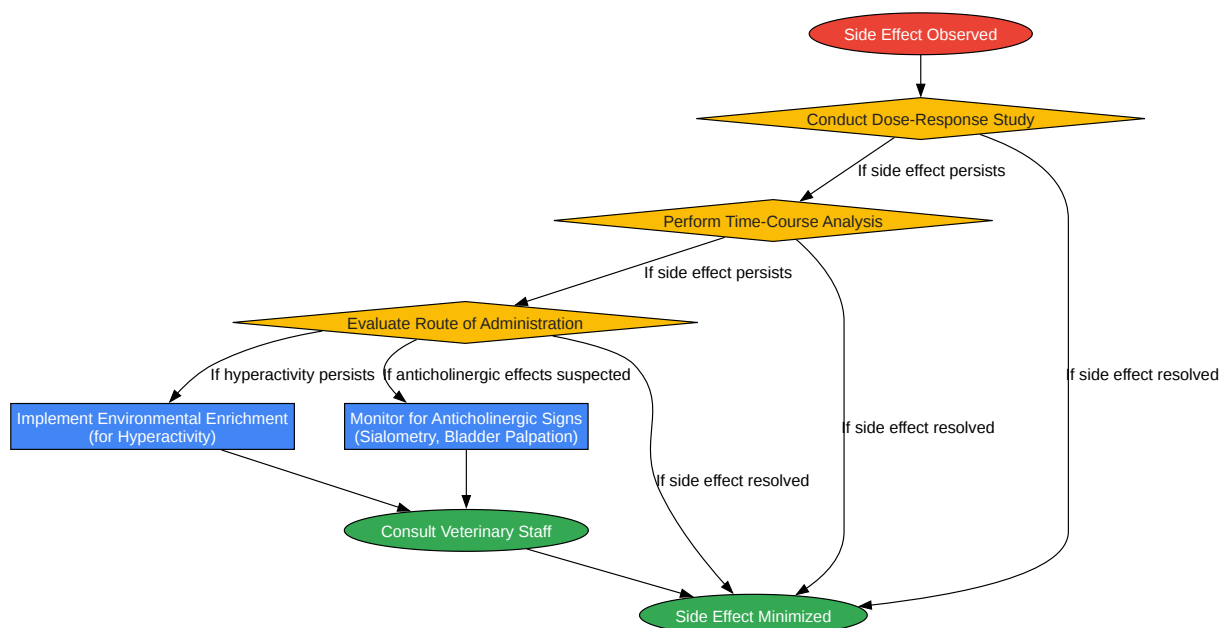 Side Effect Observed
Conduct Dose-Response Study
If side effect persists
Perform Time-Course Analysis
If side effect persists
Evaluate Route of Administration
If hyperactivity persists
If anticholinergic effects suspected
If side effect resolved
Implement Environmental Enrichment
(for Hyperactivity)
Monitor for Anticholinergic Signs
(Sialometry, Bladder Palpation)
If side effect resolved
If side effect resolved
Consult Veterinary Staff
Side Effect Minimized